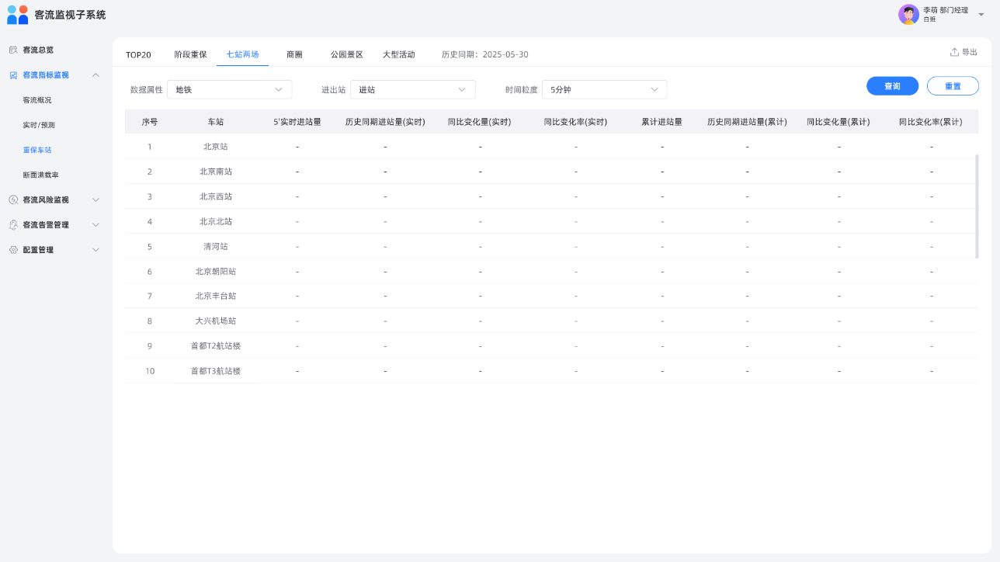 客流监视子系统
李萌 部门经理
白班
客流总览
客流指标监视
客流概况
实时/预测
重保车站
断面满载率
客流风险监视
客流告警管理
配置管理
TOP20 阶段重保 七站两场 商圈 公园景区 大型活动 历史同期：2025-05-30 导出
数据属性 地铁 进出站 进站 时间粒度 5分钟 查询 重置
序号 车站 5'实时进站量 历史同期进站量(实时) 同比变化量(实时) 同比变化率(实时) 累计进站量 历史同期进站量(累计) 同比变化量(累计) 同比变化率(累计)
1 北京站 - - - - - - - -
2 北京南站 - - - - - - - -
3 北京西站 - - - - - - - -
4 北京北站 - - - - - - - -
5 清河站 - - - - - - - -
6 北京朝阳站 - - - - - - - -
7 北京丰台站 - - - - - - - -
8 大兴机场站 - - - - - - - -
9 首都T2航站楼 - - - - - - - -
10 首都T3航站楼 - - - - - - - -